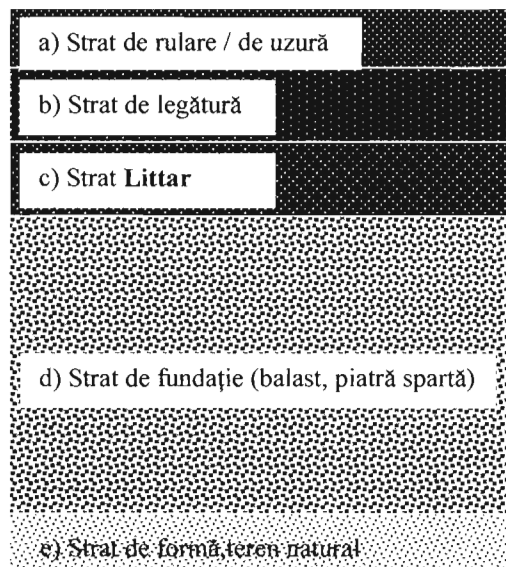 a) Strat de rulare / de uzură
b) Strat de legătură
c) Strat Littar
d) Strat de fundație (balast, piatră spartă)
e) Strat de formă,teren natural